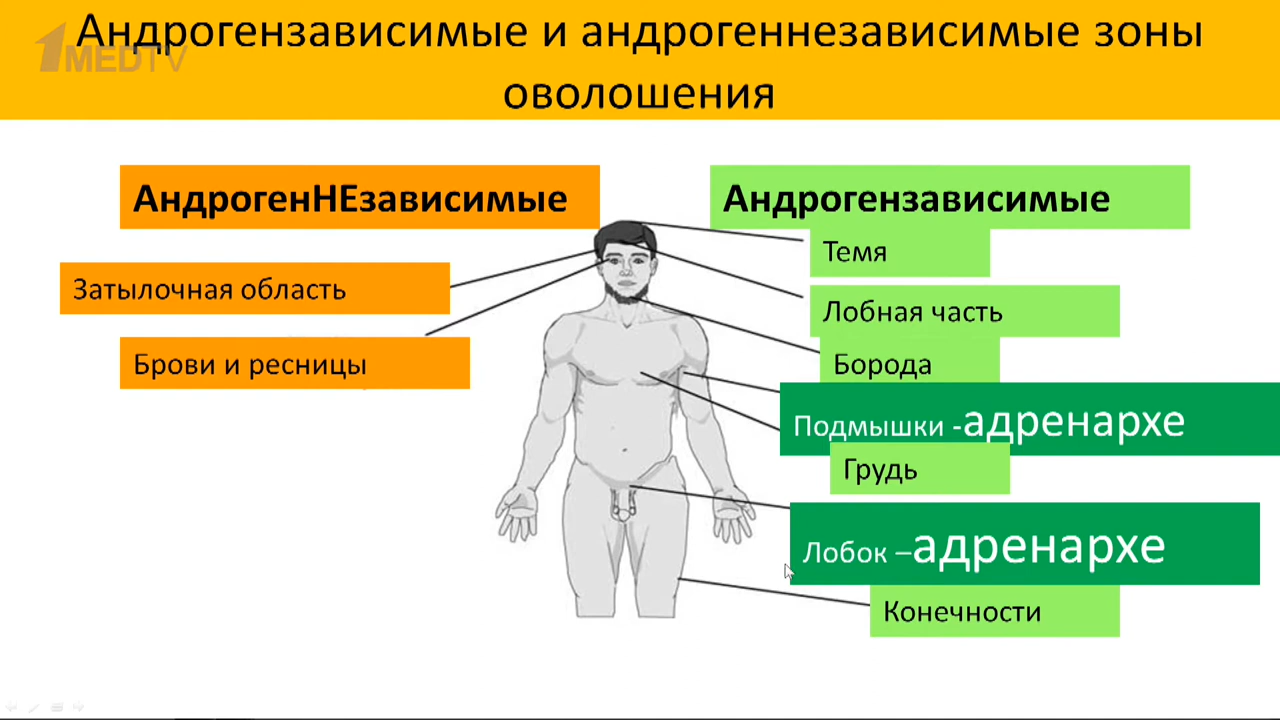 Андрогензависимые и андрогеннезависимые зоны
оволошения
1MEDTV
АндрогенНЕзависимые
Затылочная область
Брови и ресницы
Андрогензависимые
Темя
Лобная часть
Борода
Подмышки -адренархе
Грудь
Лобок –адренархе
Конечности